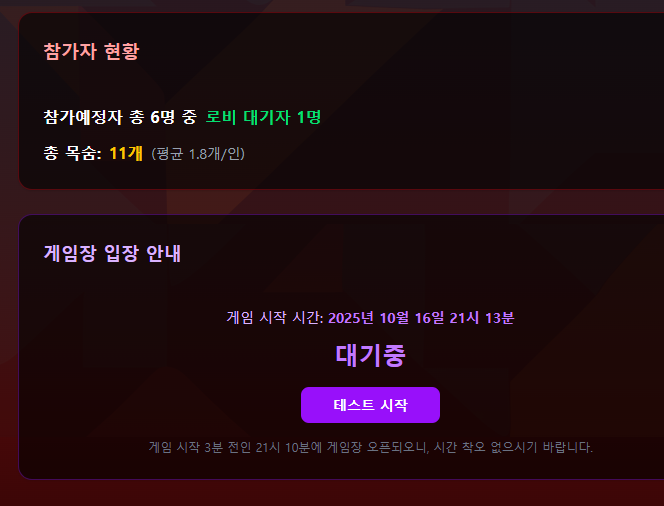 참가자 현황
참가예정자 총 6명 중 로비 대기자 1명
총 목숨: 11개 (평균 1.8개/인)
게임장 입장 안내
게임 시작 시간: 2025년 10월 16일 21시 13분
대기중
테스트 시작
게임 시작 3분 전인 21시 10분에 게임장 오픈되오니, 시간 착오 없으시기 바랍니다.